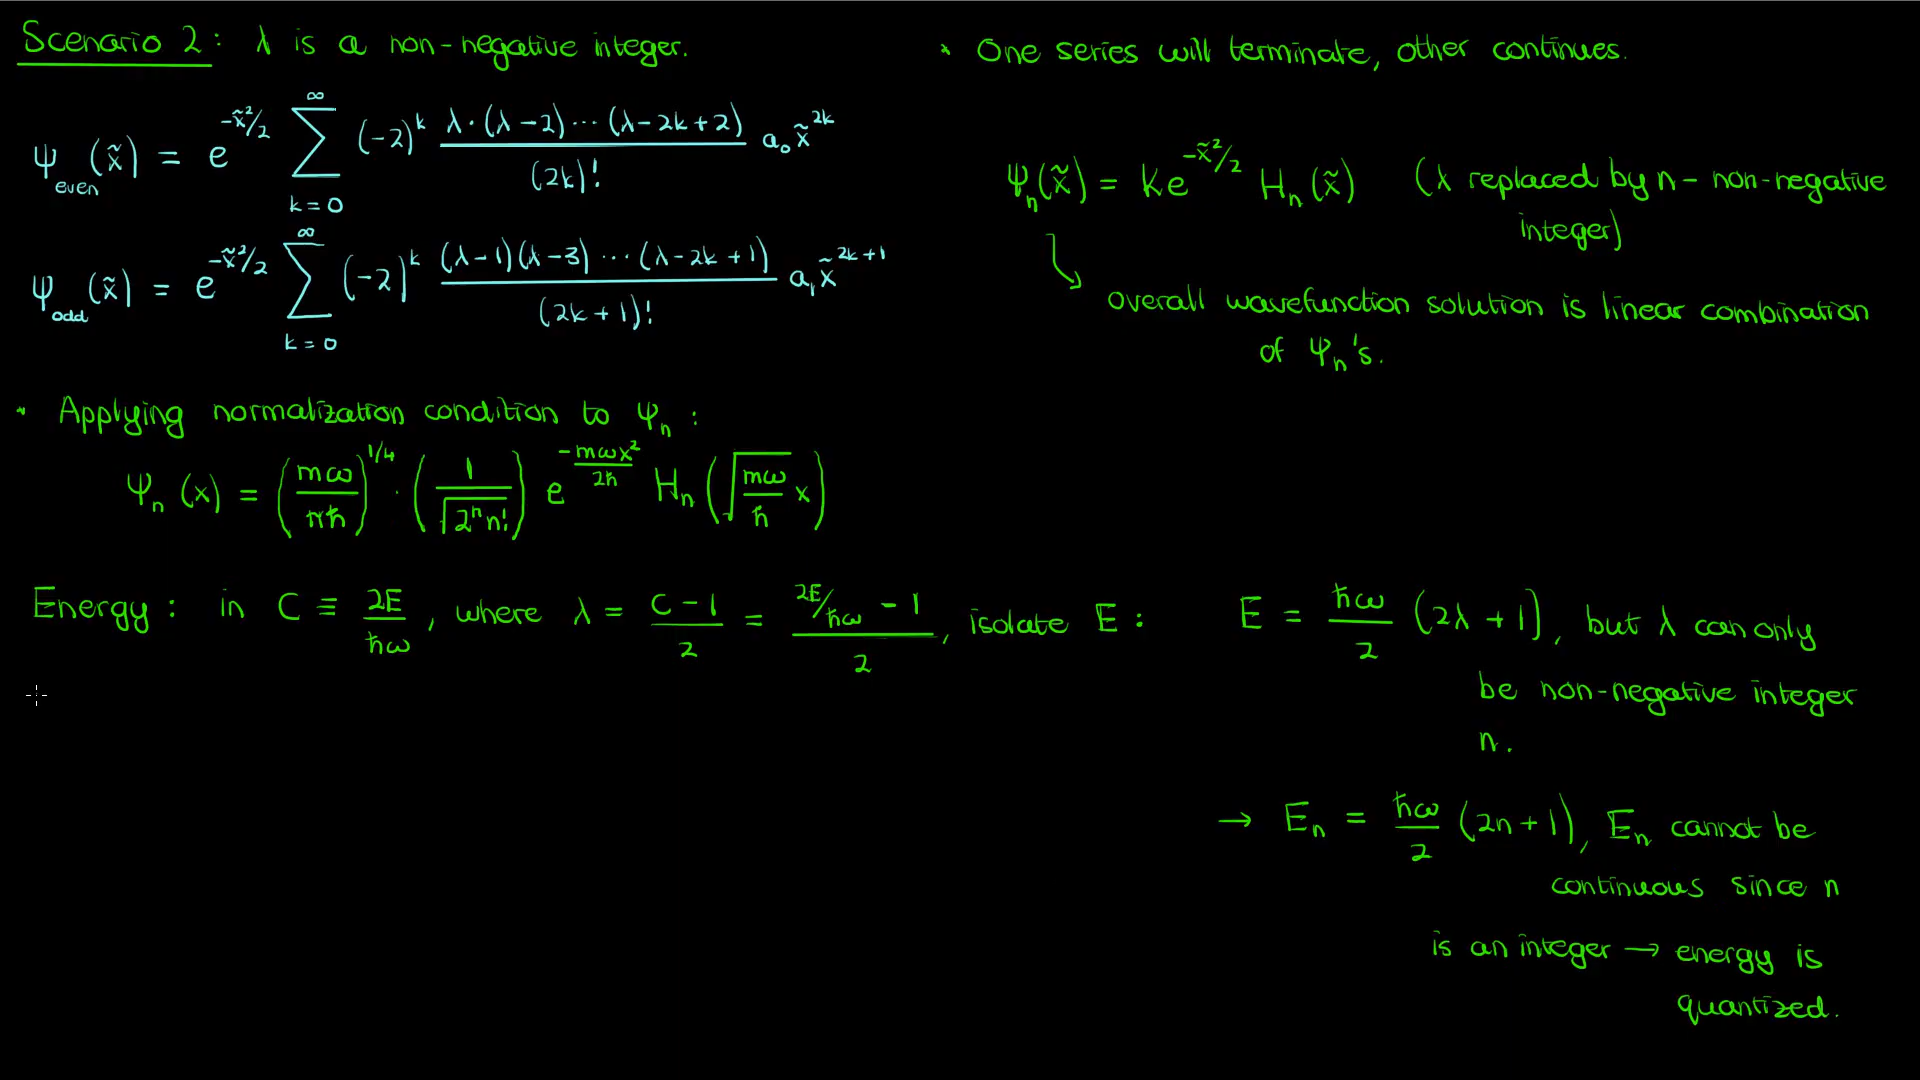 Scenario 2: λ is a non-negative integer.
ψ_even(x̃) = e^(-x̃²/2) Σ_(k=0)^∞ (-2)^k (λ·(λ-2)⋯(λ-2k+2))/((2k)!) a₀x̃^(2k)
ψ_odd(x̃) = e^(-x̃²/2) Σ_(k=0)^∞ (-2)^k ((λ-1)(λ-3)⋯(λ-2k+1))/((2k+1)!) a₁x̃^(2k+1)
* One series will terminate, other continues.
ψ_n(x̃) = Ke^(-x̃²/2) H_n(x̃) (λ replaced by n - non-negative
integer)
↳ overall wavefunction solution is linear combination
of ψ_n's.
* Applying normalization condition to ψ_n:
ψ_n(x) = (mω/πħ)^(1/4) · (1/√(2ⁿn!)) e^(-mωx²/2ħ) H_n(√(mω/ħ) x)
Energy: in C ≡ 2E/ħω, where λ = (C-1)/2 = (2E/ħω - 1)/2, isolate E: E = ħω/2 (2λ+1), but λ can only
be non-negative integer
n.
→ E_n = ħω/2 (2n+1), E_n cannot be
continuous since n
is an integer → energy is
quantized.